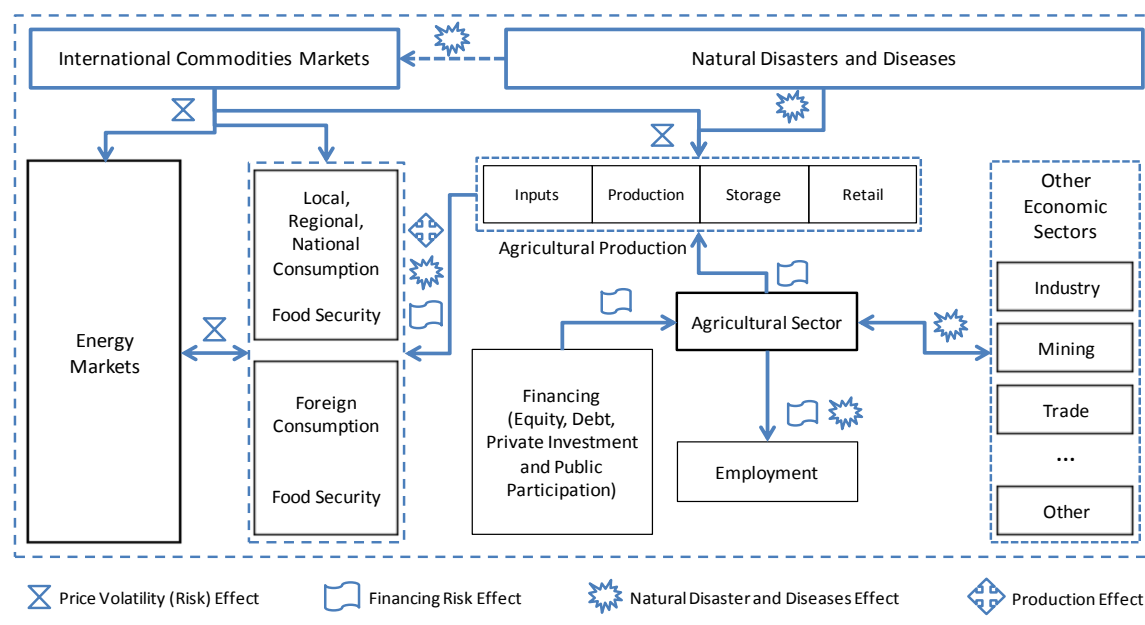 International Commodities Markets
Natural Disasters and Diseases
Energy
Markets
Local,
Regional,
National
Consumption
Food Security
Foreign
Consumption
Food Security
Inputs
Production
Storage
Retail
Agricultural Production
Agricultural Sector
Financing
(Equity, Debt,
Private Investment
and Public
Participation)
Employment
Other
Economic
Sectors
Industry
Mining
Trade
...
Other
Price Volatility (Risk) Effect
Financing Risk Effect
Natural Disaster and Diseases Effect
Production Effect